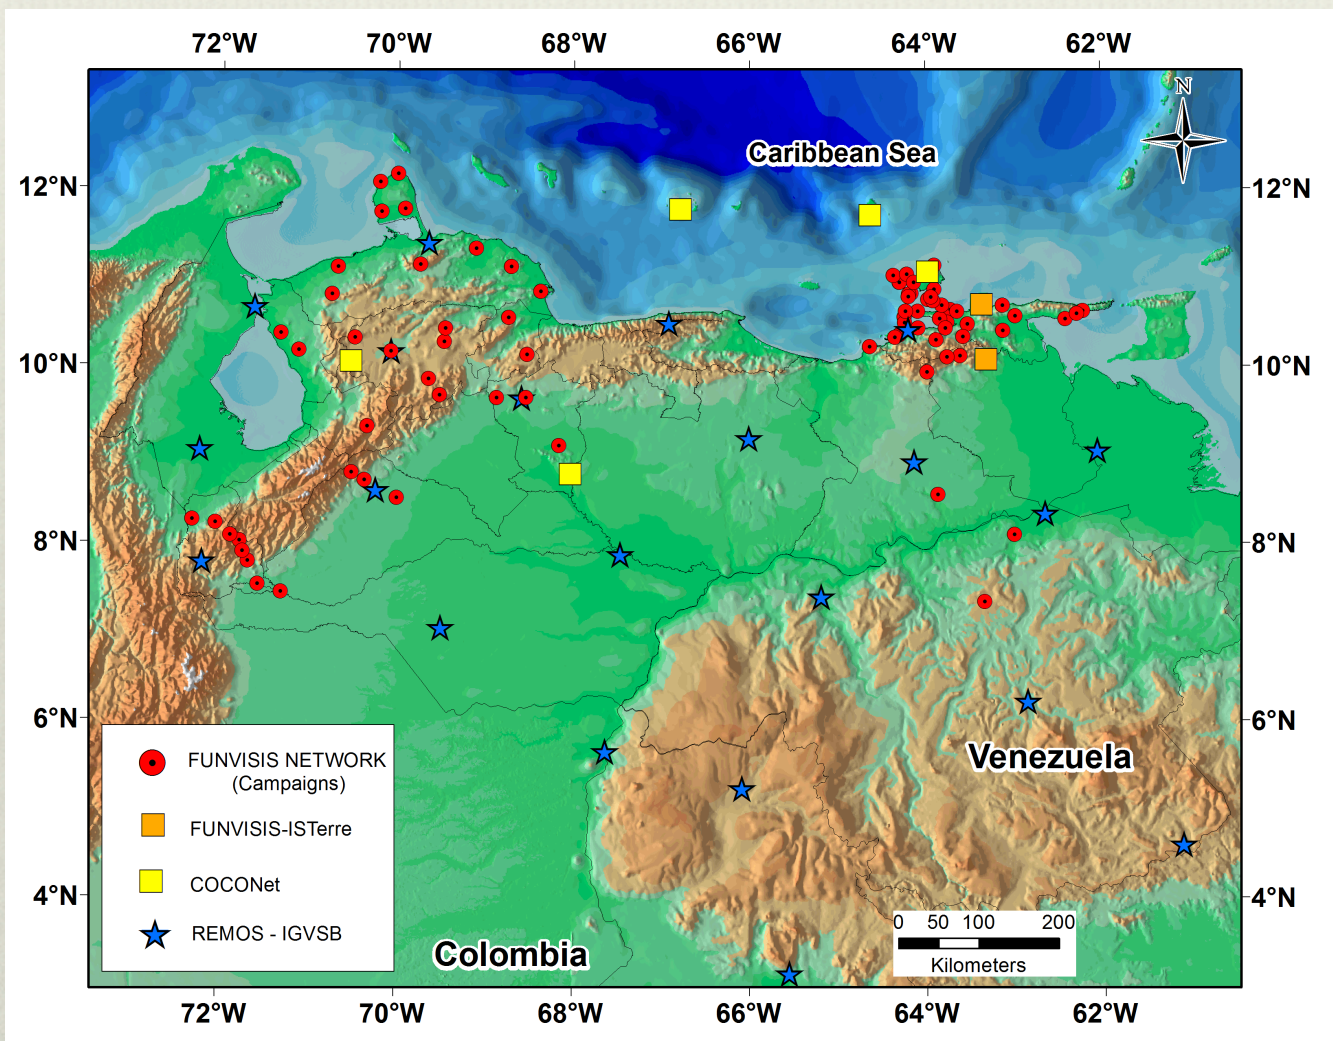 72°W 70°W 68°W 66°W 64°W 62°W
N
Caribbean Sea
12°N 12°N
10°N 10°N
8°N 8°N
6°N 6°N
Venezuela
FUNVISIS NETWORK
(Campaigns)
FUNVISIS-ISTerre
COCONet
REMOS - IGVSB
4°N 4°N
0 50 100 200
Kilometers
Colombia
72°W 70°W 68°W 66°W 64°W 62°W